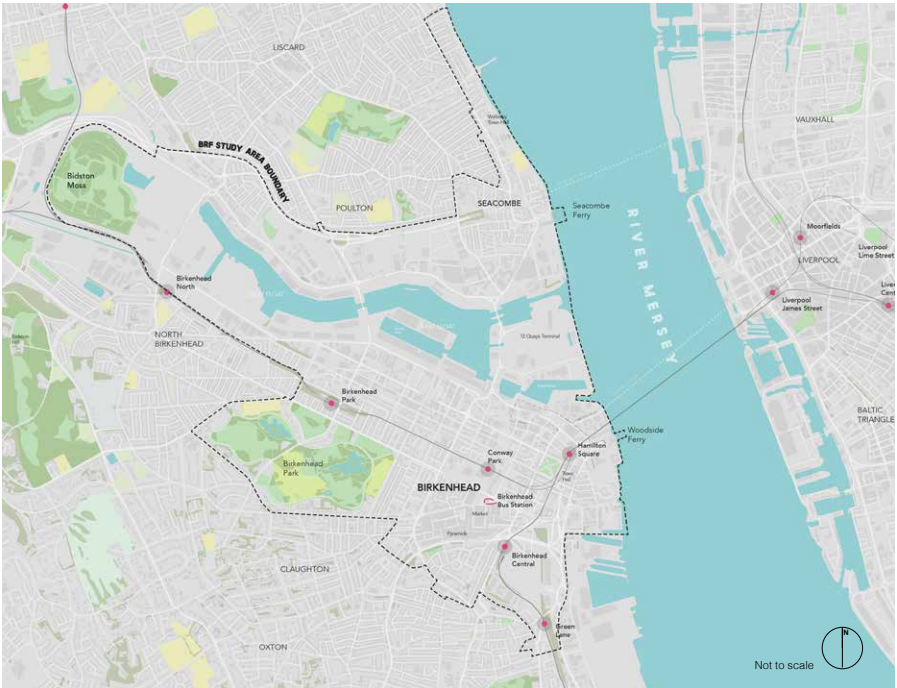 LISCARD
VAUXHALL
BRF STUDY AREA BOUNDARY
Bidston
Moss
POULTON
SEACOMBE
Seacombe
Ferry
RIVER MERSEY
Moorfields
LIVERPOOL
Liverpool
Lime Street
Liverpool
James Street
Birkenhead
North
NORTH
BIRKENHEAD
12 Quays Terminal
Birkenhead
Park
Birkenhead
Park
BALTIC
TRIANGLE
Woodside
Ferry
Hamilton
Square
Conway
Park
Town
Hall
BIRKENHEAD
Birkenhead
Bus Station
Market
Pyramids
Birkenhead
Central
CLAUGHTON
Green
Lane
OXTON
Not to scale
N